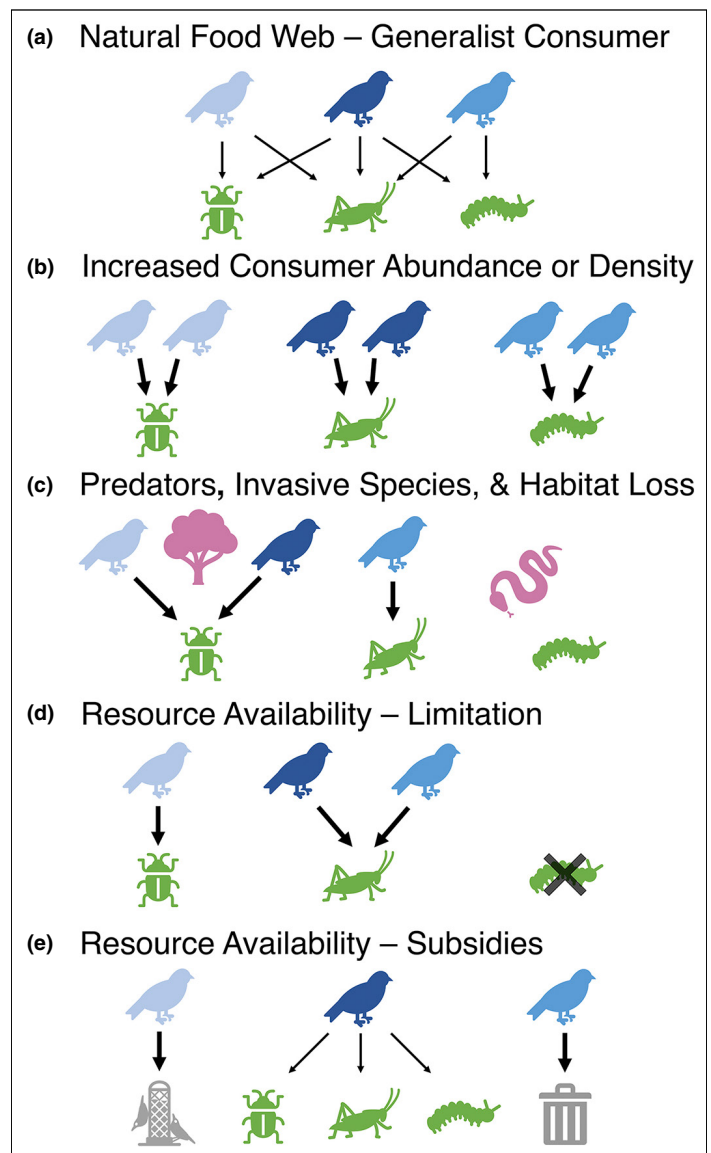 (a) Natural Food Web – Generalist Consumer
(b) Increased Consumer Abundance or Density
(c) Predators, Invasive Species, & Habitat Loss
(d) Resource Availability – Limitation
(e) Resource Availability – Subsidies